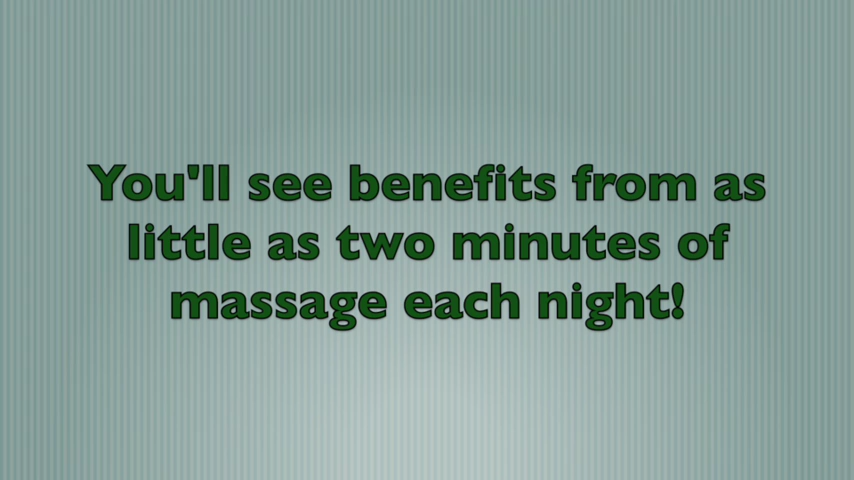 You'll see benefits from as
little as two minutes of
massage each night!